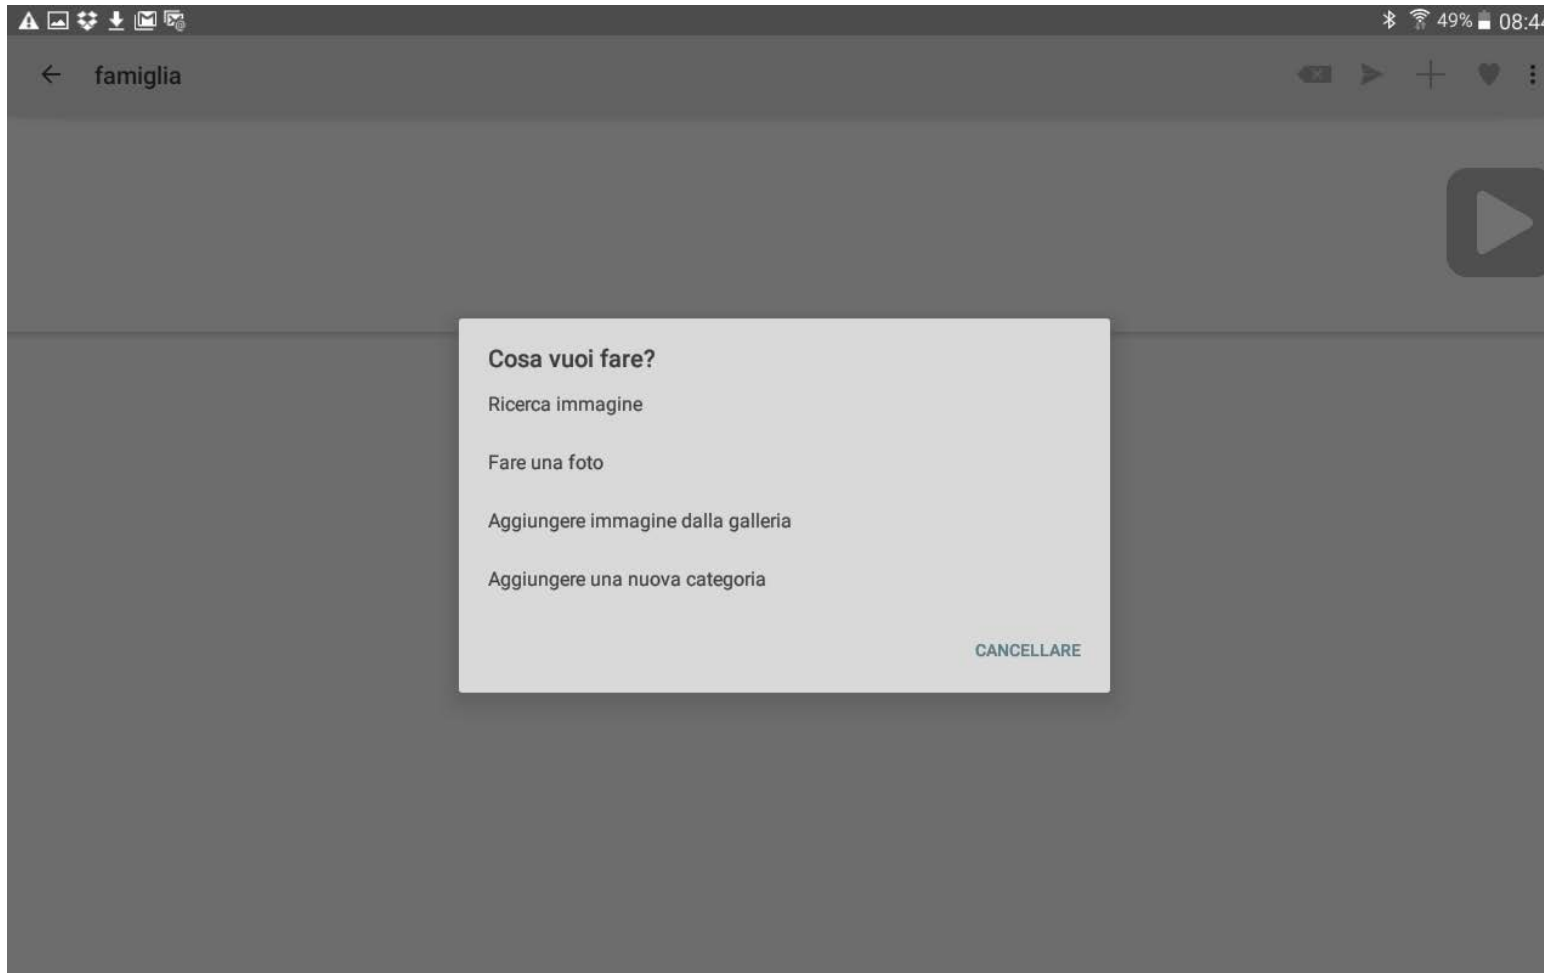 49% 08:44
famiglia
Cosa vuoi fare?
Ricerca immagine
Fare una foto
Aggiungere immagine dalla galleria
Aggiungere una nuova categoria
CANCELLARE